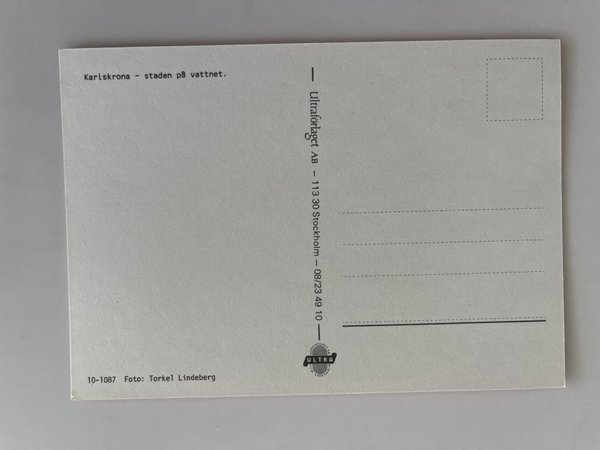 Karlskrona - staden på vattnet.
Ultraförlaget AB – 113 30 Stockholm – 08/23 49 10
ULTRA
10-1087 Foto: Torkel Lindeberg